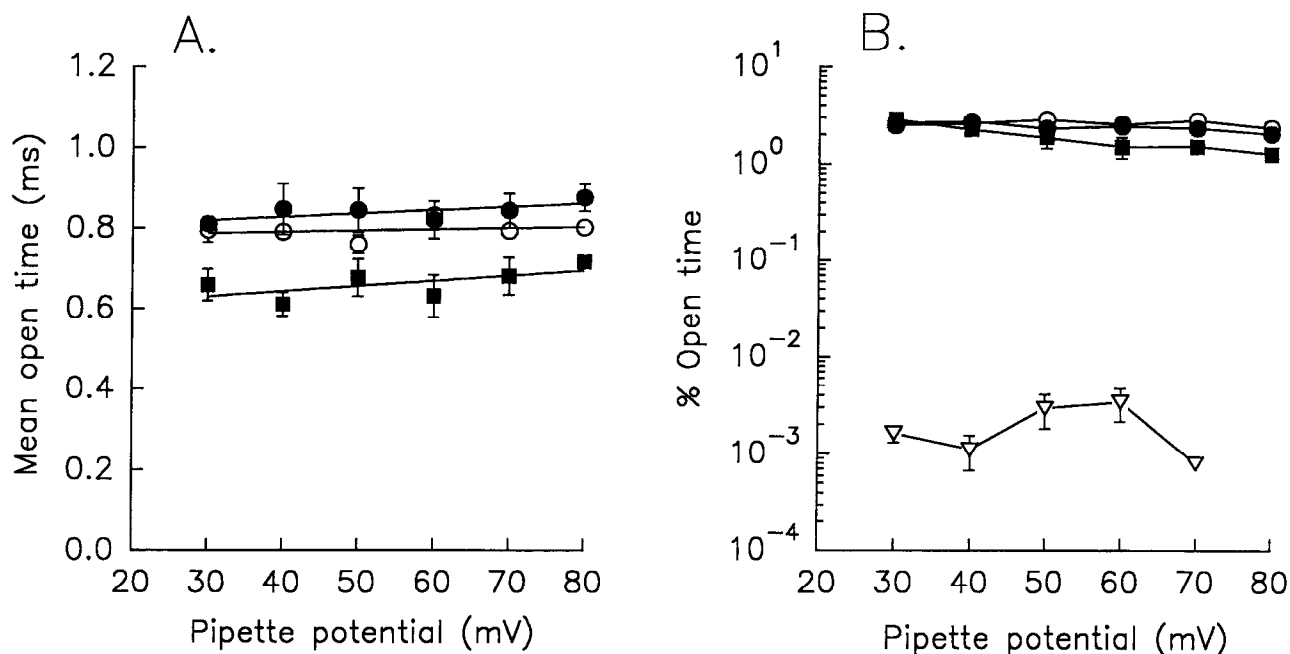 A.
Mean open time (ms)
1.2
1.0
0.8
0.6
0.4
0.2
0.0
20 30 40 50 60 70 80
Pipette potential (mV)
B.
% Open time
10^1
10^0
10^-1
10^-2
10^-3
10^-4
20 30 40 50 60 70 80
Pipette potential (mV)